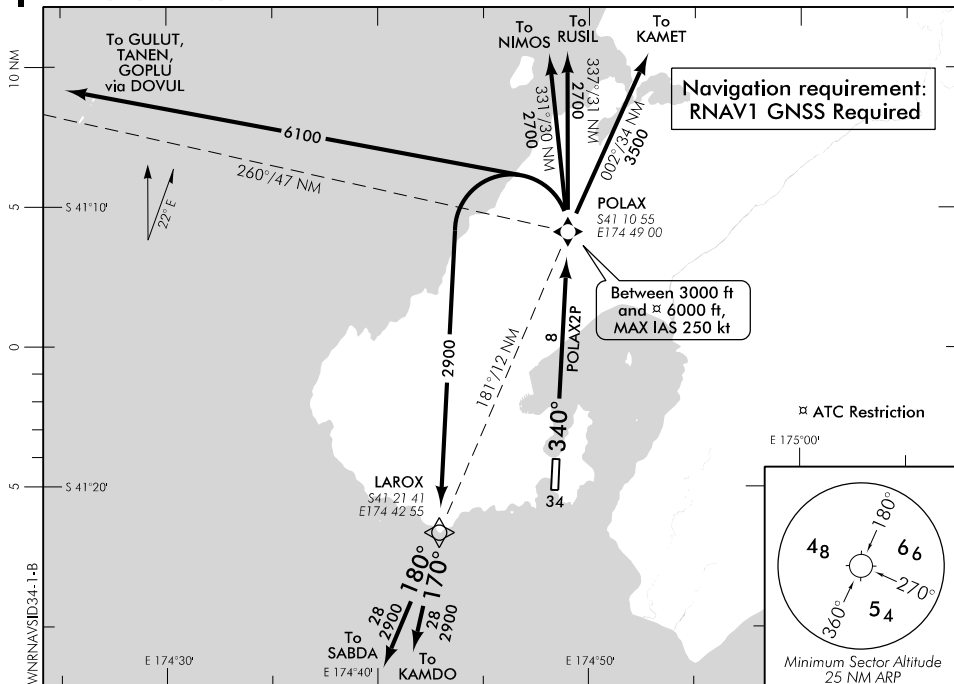 To GULUT,
TANEN,
GOPLU
via DOVUL
To
NIMOS
To
RUSIL
To
KAMET
Navigation requirement:
RNAV1 GNSS Required
10 NM
6100
260°/47 NM
331°/30 NM
2700
337°/31 NM
2700
002°/34 NM
3500
22° E
5
S 41°10'
POLAX
S41 10 55
E174 49 00
Between 3000 ft
and ¤ 6000 ft,
MAX IAS 250 kt
8
POLAX2P
0
2900
181°/12 NM
340°
34
¤ ATC Restriction
E 175°00'
5
S 41°20'
LAROX
S41 21 41
E174 42 55
180°
170°
28
2900
28
2900
To
SABDA
To
KAMDO
E 174°30'
E 174°40'
E 174°50'
WNRNAVSID34-1-B
180°
48
66
270°
54
360°
Minimum Sector Altitude
25 NM ARP